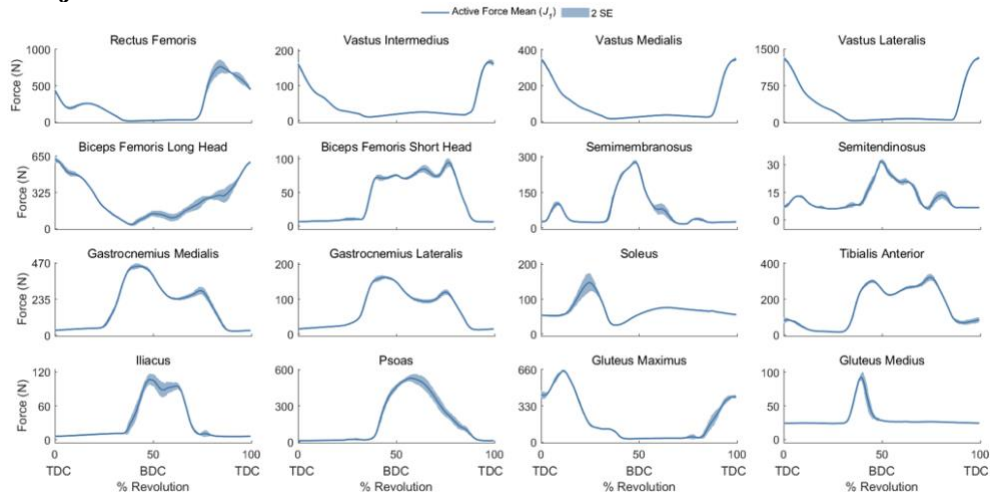 Active Force Mean (J₁) 2 SE
Rectus Femoris Vastus Intermedius Vastus Medialis Vastus Lateralis
Force (N) 1000 500 0 200 100 0 400 200 0 1500 750 0
Biceps Femoris Long Head Biceps Femoris Short Head Semimembranosus Semitendinosus
Force (N) 650 325 0 100 50 0 300 150 0 30 15 0
Gastrocnemius Medialis Gastrocnemius Lateralis Soleus Tibialis Anterior
Force (N) 470 235 0 200 100 0 200 100 0 400 200 0
Iliacus Psoas Gluteus Maximus Gluteus Medius
Force (N) 120 60 0 600 300 0 660 330 0 100 50 0
0 50 100 0 50 100 0 50 100 0 50 100
TDC BDC TDC TDC BDC TDC TDC BDC TDC TDC BDC TDC
% Revolution % Revolution % Revolution % Revolution